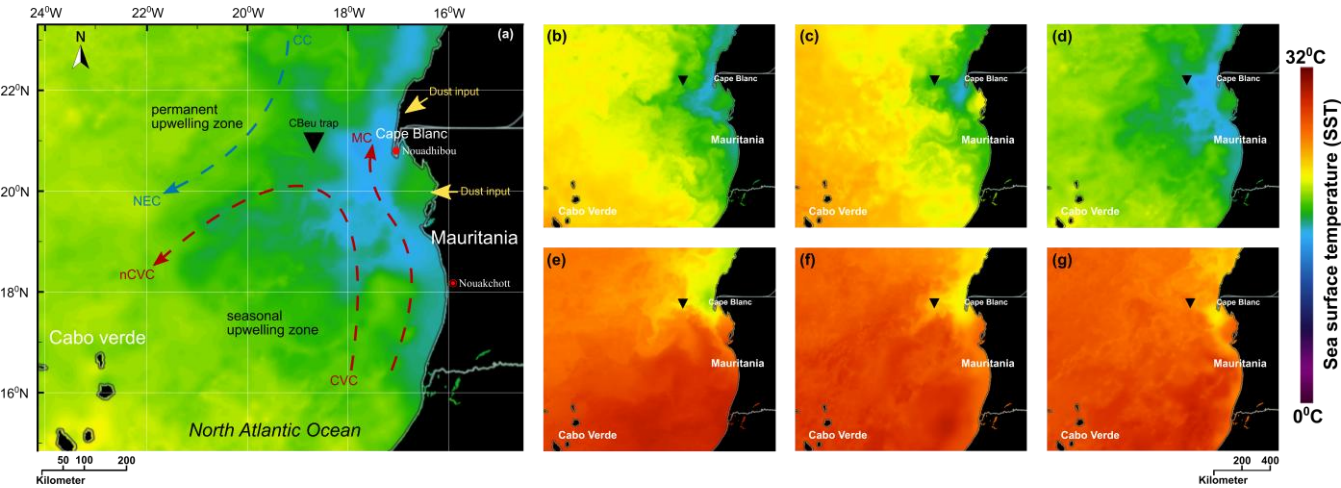 24⁰W 22⁰W 20⁰W 18⁰W 16⁰W
N
CC
(a)
22⁰N
20⁰N
18⁰N
16⁰N
permanent
upwelling zone
Dust input
CBeu trap
MC
Cape Blanc
Nouadhibou
Dust input
NEC
Mauritania
nCVC
Nouakchott
seasonal
upwelling zone
Cabo verde
CVC
North Atlantic Ocean
50 100 200
Kilometer
(b)
Cape Blanc
Mauritania
Cabo Verde
(c)
Cape Blanc
Mauritania
Cabo Verde
(d)
Cape Blanc
Mauritania
Cabo Verde
(e)
Cape Blanc
Mauritania
Cabo Verde
(f)
Cape Blanc
Mauritania
Cabo Verde
(g)
Cape Blanc
Mauritania
Cabo Verde
32⁰C
Sea surface temperature (SST)
0⁰C
200 400
Kilometer